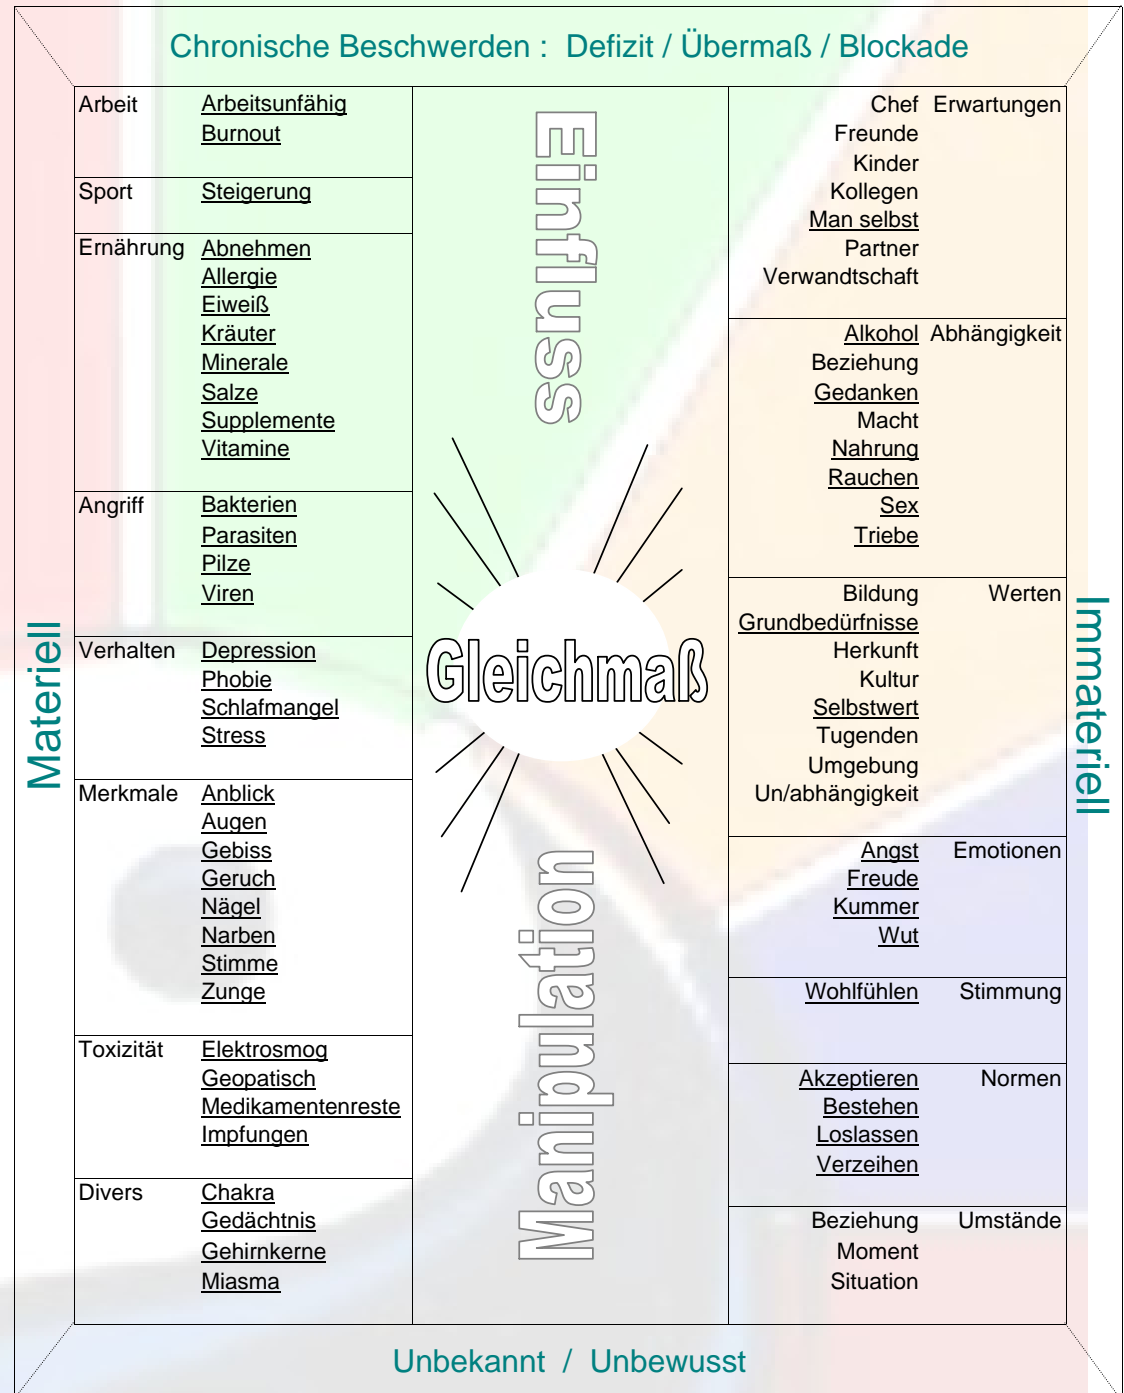 Chronische Beschwerden : Defizit / Übermaß / Blockade
Materiell
Arbeit Arbeitsunfähig
Burnout
Sport Steigerung
Ernährung Abnehmen
Allergie
Eiweiß
Kräuter
Minerale
Salze
Supplemente
Vitamine
Angriff Bakterien
Parasiten
Pilze
Viren
Verhalten Depression
Phobie
Schlafmangel
Stress
Merkmale Anblick
Augen
Gebiss
Geruch
Nägel
Narben
Stimme
Zunge
Toxizität Elektrosmog
Geopatisch
Medikamentenreste
Impfungen
Divers Chakra
Gedächtnis
Gehirnkerne
Miasma
Einfluss
Gleichmaß
Manipulation
Chef Erwartungen
Freunde
Kinder
Kollegen
Man selbst
Partner
Verwandtschaft
Alkohol Abhängigkeit
Beziehung
Gedanken
Macht
Nahrung
Rauchen
Sex
Triebe
Bildung Werten
Grundbedürfnisse
Herkunft
Kultur
Selbstwert
Tugenden
Umgebung
Un/abhängigkeit
Angst Emotionen
Freude
Kummer
Wut
Wohlfühlen Stimmung
Akzeptieren Normen
Bestehen
Loslassen
Verzeihen
Beziehung Umstände
Moment
Situation
Immateriell
Unbekannt / Unbewusst